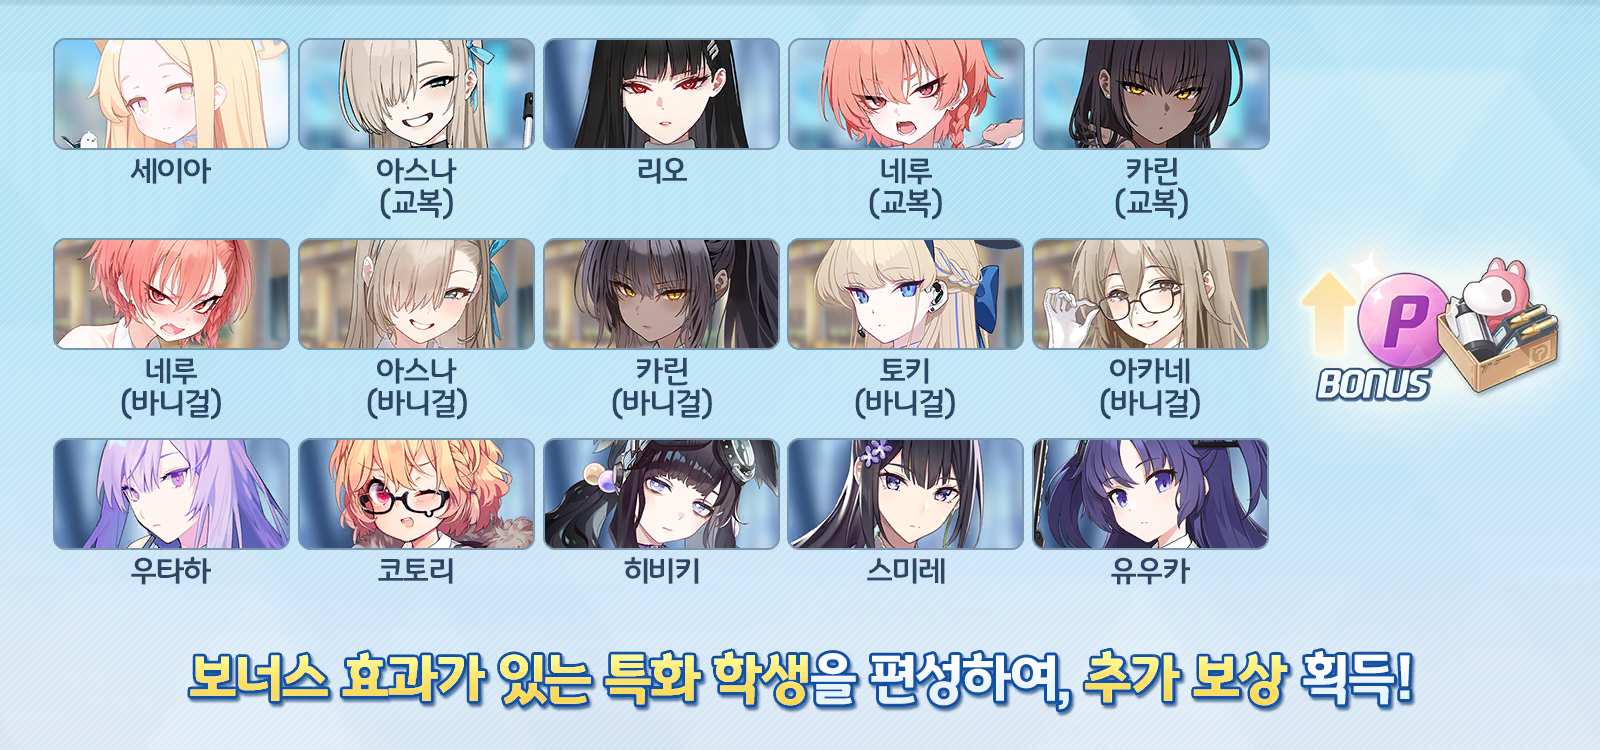 세이아
아스나
(교복)
리오
네루
(교복)
카린
(교복)
네루
(바니걸)
아스나
(바니걸)
카린
(바니걸)
토키
(바니걸)
아카네
(바니걸)
P
BONUS
?
우타하
코토리
히비키
스미레
유우카
보너스 효과가 있는 특화 학생을 편성하여, 추가 보상 획득!